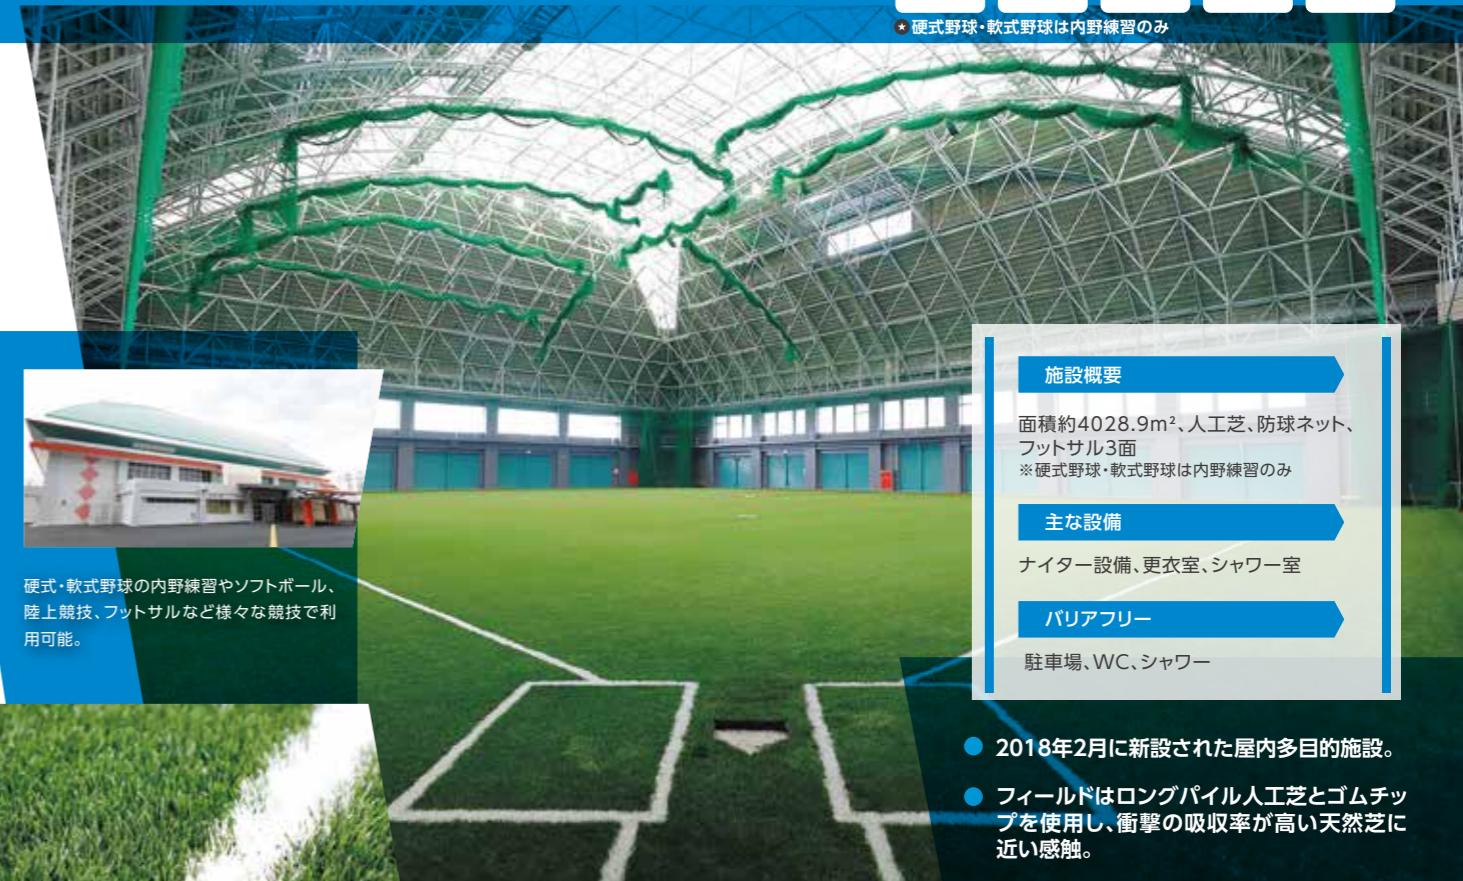 ★硬式野球・軟式野球は内野練習のみ
硬式・軟式野球の内野練習やソフトボール、
陸上競技、フットサルなど様々な競技で利
用可能。
施設概要
面積約4028.9m²、人工芝、防球ネット、
フットサル3面
※硬式野球・軟式野球は内野練習のみ
主な設備
ナイター設備、更衣室、シャワー室
バリアフリー
駐車場、WC、シャワー
● 2018年2月に新設された屋内多目的施設。
● フィールドはロングパイル人工芝とゴムチッ
プを使用し、衝撃の吸収率が高い天然芝に
近い感触。